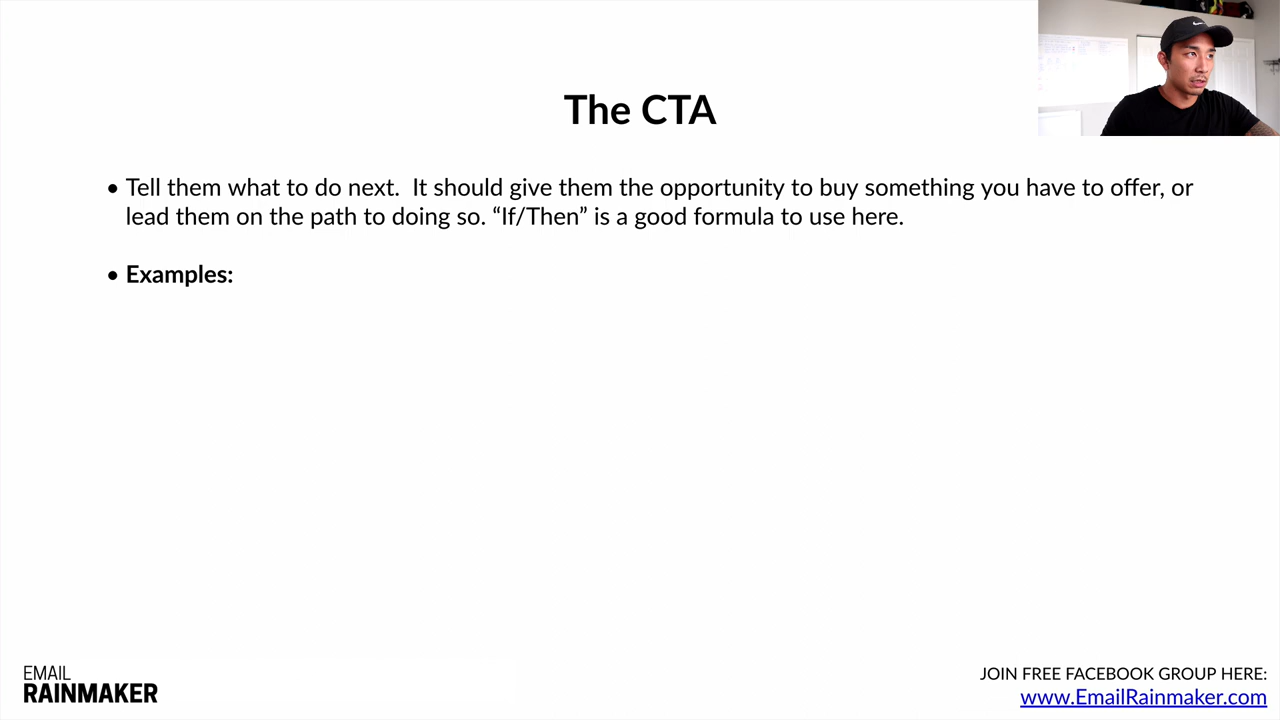 The CTA
• Tell them what to do next.  It should give them the opportunity to buy something you have to offer, or
lead them on the path to doing so. “If/Then” is a good formula to use here.
• Examples:
EMAIL
RAINMAKER
JOIN FREE FACEBOOK GROUP HERE:
www.EmailRainmaker.com